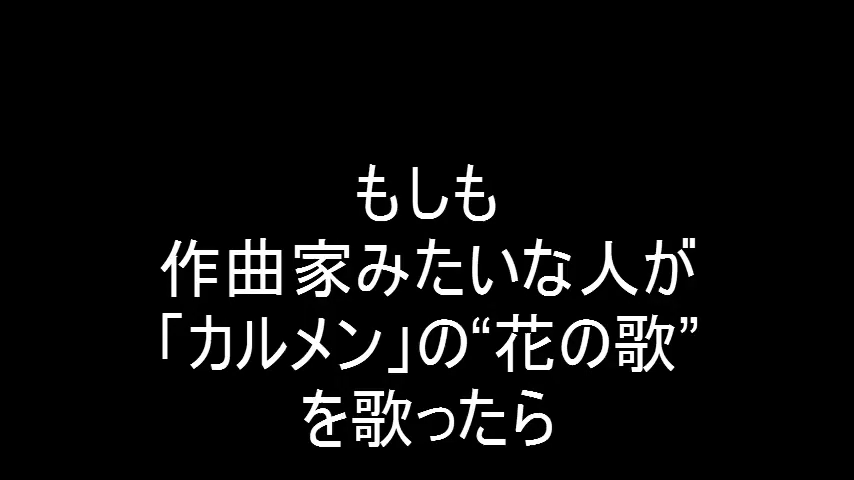 もしも
作曲家みたいな人が
「カルメン」の“花の歌”
を歌ったら